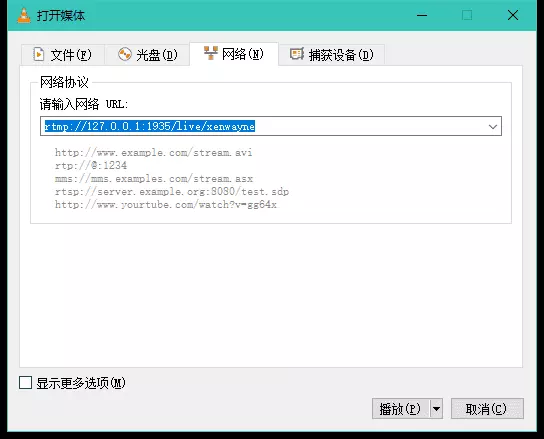 打开媒体
文件(F) 光盘(D) 网络(N) 捕获设备(D)
网络协议
请输入网络 URL:
rtmp://127.0.0.1:1935/live/xenwayne
http://www.example.com/stream.avi
rtp://@:1234
mms://mms.examples.com/stream.asx
rtsp://server.example.org:8080/test.sdp
http://www.yourtube.com/watch?v=gg64x
显示更多选项(M)
播放(P) 取消(C)